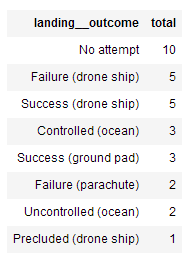 landing__outcome total
No attempt 10
Failure (drone ship) 5
Success (drone ship) 5
Controlled (ocean) 3
Success (ground pad) 3
Failure (parachute) 2
Uncontrolled (ocean) 2
Precluded (drone ship) 1